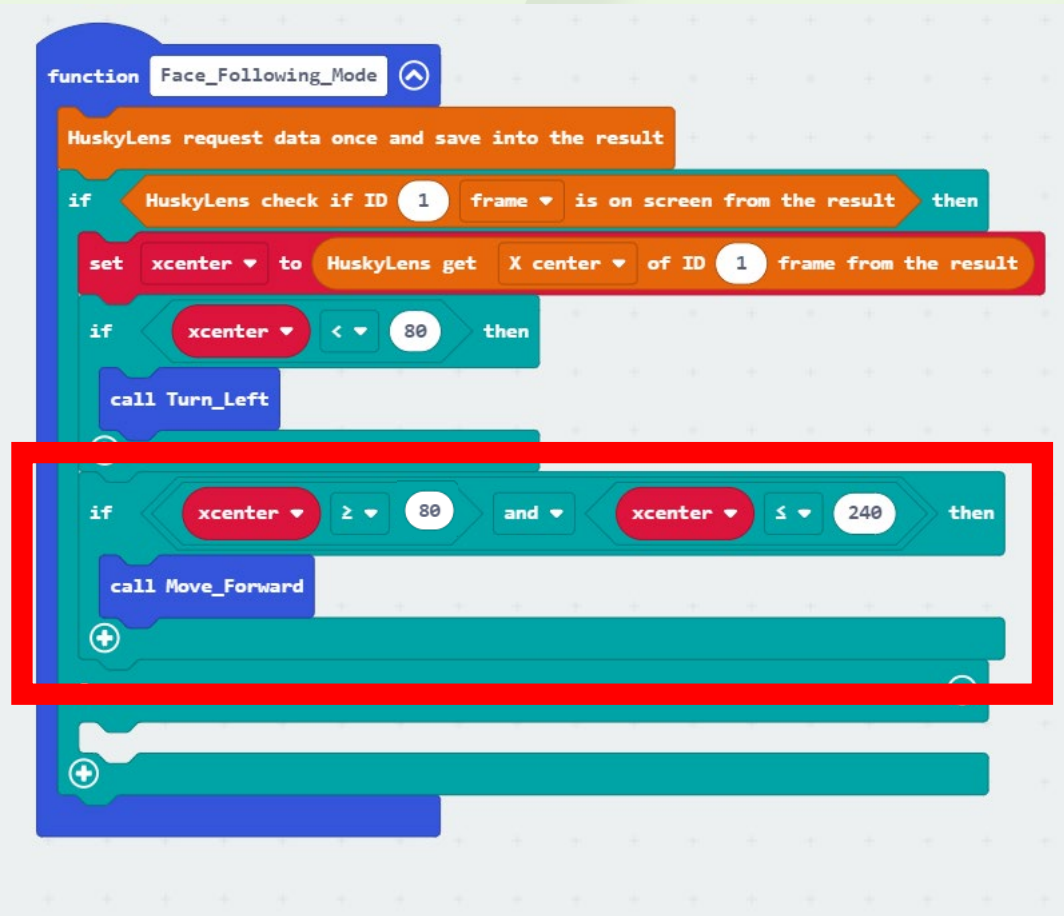 function Face_Following_Mode
HuskyLens request data once and save into the result
if HuskyLens check if ID 1 frame is on screen from the result then
set xcenter to HuskyLens get X center of ID 1 frame from the result
if xcenter < 80 then
call Turn_Left
if xcenter ≥ 80 and xcenter ≤ 240 then
call Move_Forward